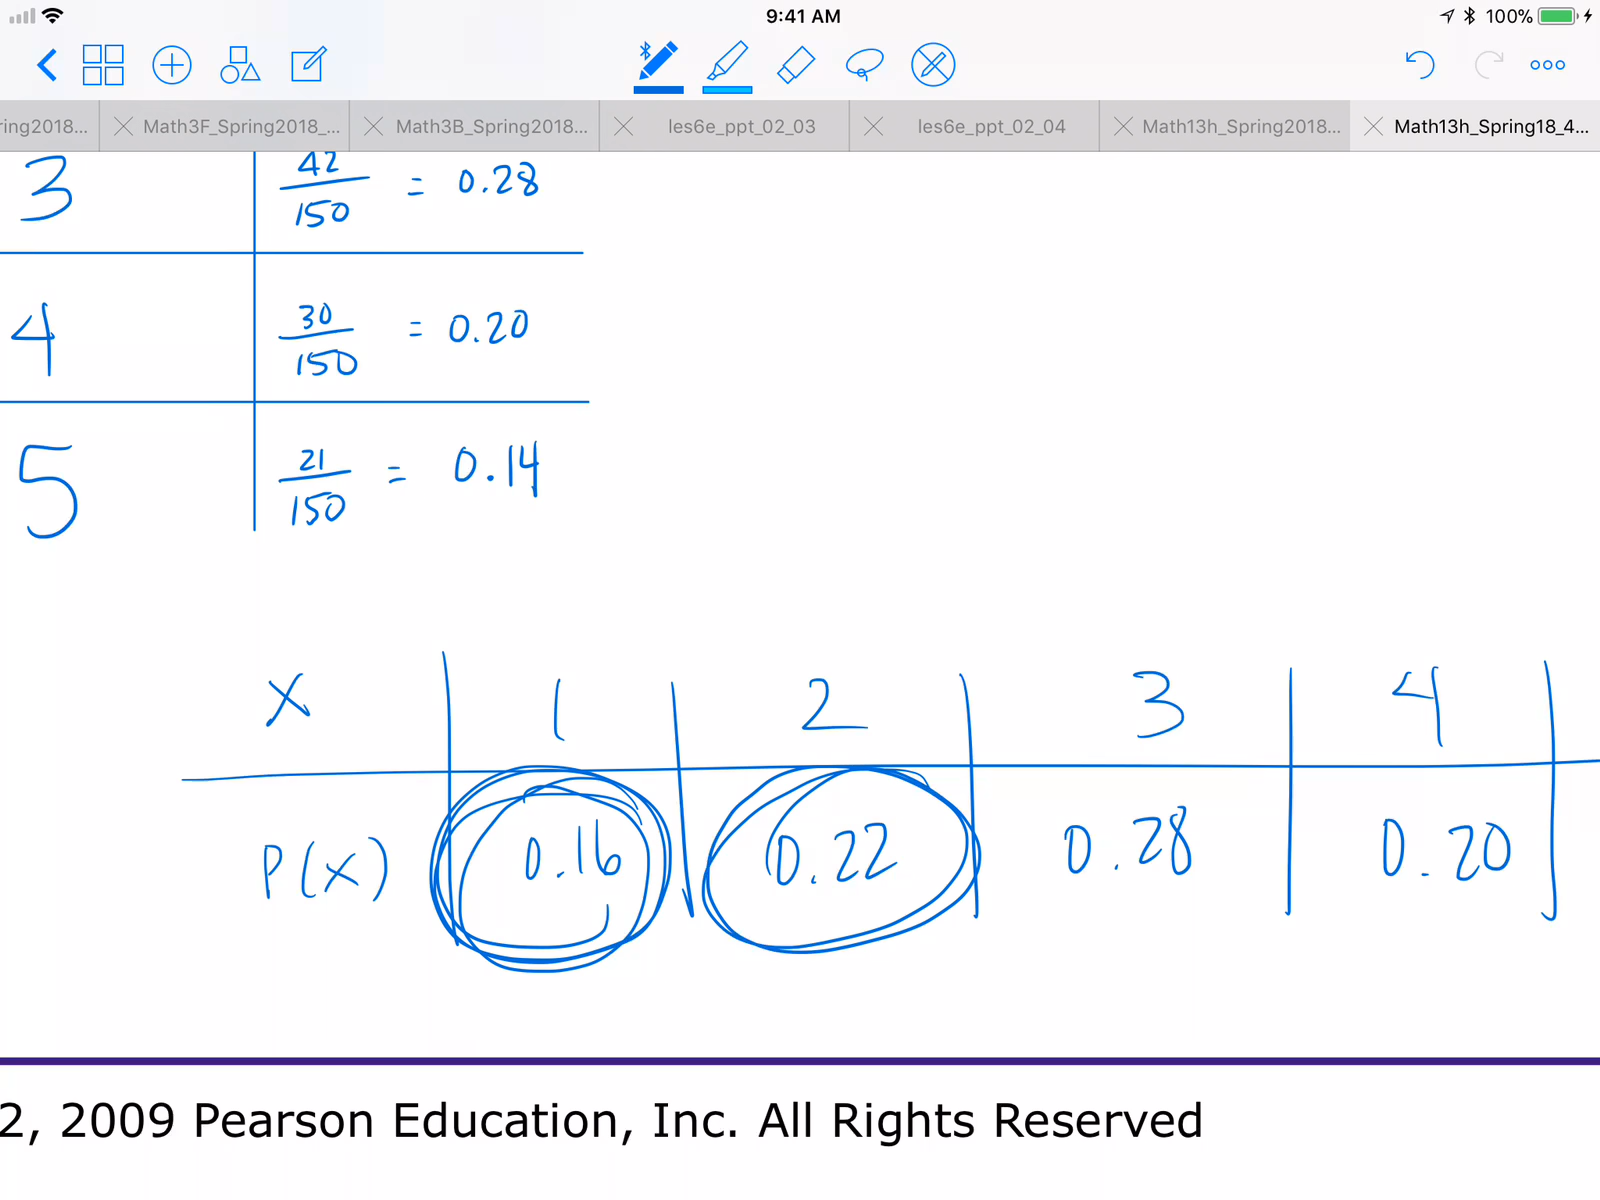 9:41 AM 100%
ring2018... Math3F_Spring2018_... Math3B_Spring2018... les6e_ppt_02_03 les6e_ppt_02_04 Math13h_Spring2018... Math13h_Spring18_4...
3 42/150 = 0.28
4 30/150 = 0.20
5 21/150 = 0.14
X 1 2 3 4
P(X) 0.16 0.22 0.28 0.20
2, 2009 Pearson Education, Inc. All Rights Reserved